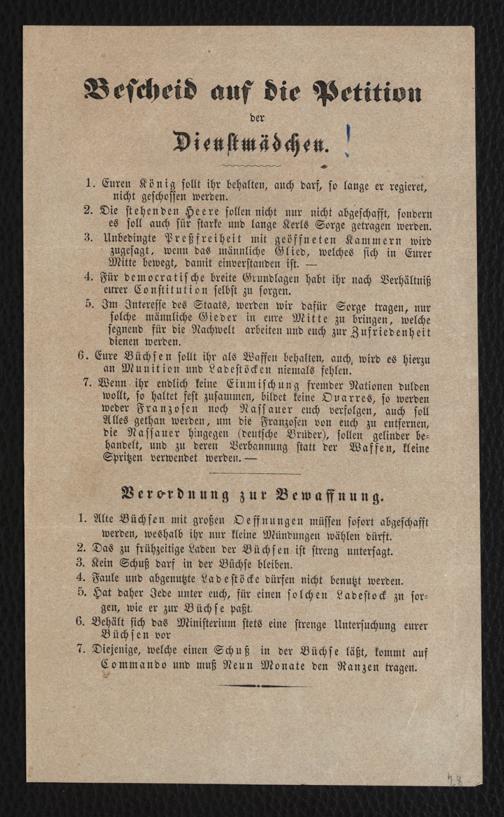 Bescheid auf die Petition
der
Dienstmädchen.
1. Euren König sollt ihr behalten, auch darf, so lange er regieret,
nicht geschossen werden.
2. Die stehenden Heere sollen nicht nur nicht abgeschafft, sondern
es soll auch für starke und lange Kerls Sorge getragen werden.
3. Unbedingte Preßfreiheit mit geöffneten Kammern wird
zugesagt, wenn das männliche Glied, welches sich in Eurer
Mitte bewegt, damit einverstanden ist. —
4. Für democratische breite Grundlagen habt ihr nach Verhältniß
eurer Constitution selbst zu sorgen.
5. Im Interesse des Staats, werden wir dafür Sorge tragen, nur
solche männliche Glieder in eure Mitte zu bringen, welche
segnend für die Nachwelt arbeiten und euch zur Zufriedenheit
dienen werden.
6. Eure Büchsen sollt ihr als Waffen behalten, auch wird es hierzu
an Munition und Ladestöcken niemals fehlen.
7. Wenn ihr endlich keine Einmischung fremder Nationen dulden
wollt, so haltet fest zusammen, bildet keine Quarres, so werden
weder Franzosen noch Nassauer euch verfolgen, auch soll
Alles gethan werden, um die Franzosen von euch zu entfernen,
die Nassauer hingegen (deutsche Brüder), sollen gelinder be-
handelt, und zu deren Verbannung statt der Waffen, kleine
Spritzen verwendet werden. —
Verordnung zur Bewaffnung.
1. Alte Büchsen mit großen Oeffnungen müssen sofort abgeschafft
werden, weshalb ihr nur kleine Mündungen wählen dürft.
2. Das zu frühzeitige Laden der Büchsen ist streng untersagt.
3. Kein Schuß darf in der Büchse bleiben.
4. Faule und abgenutzte Ladestöcke dürfen nicht benutzt werden.
5. Hat daher Jede unter euch, für einen solchen Ladestock zu sor-
gen, wie er zur Büchse paßt.
6. Behält sich das Ministerium stets eine strenge Untersuchung eurer
Büchsen vor
7. Diejenige, welche einen Schuß in der Büchse läßt, kommt auf
Commando und muß Neun Monate den Ranzen tragen.